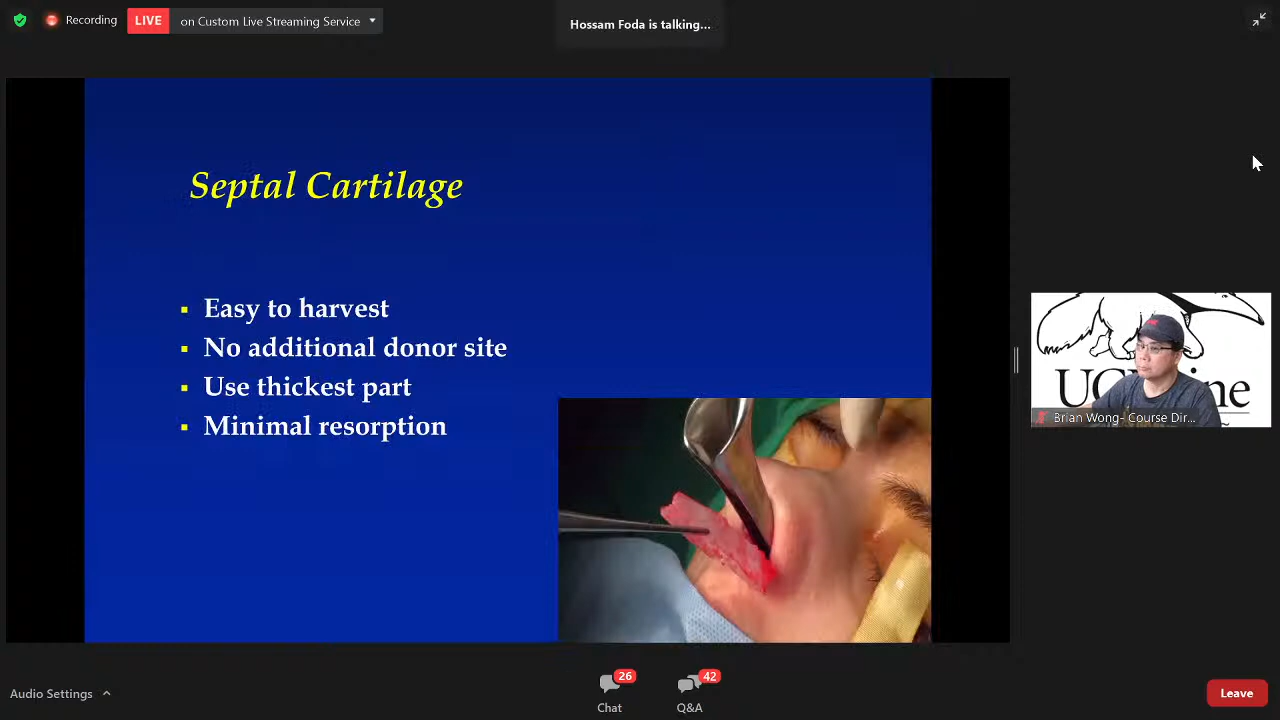 Recording
LIVE
on Custom Live Streaming Service
Hossam Foda is talking...
Septal Cartilage
Easy to harvest
No additional donor site
Use thickest part
Minimal resorption
Brian Wong- Course Dir...
Audio Settings
26
Chat
42
Q&A
Leave